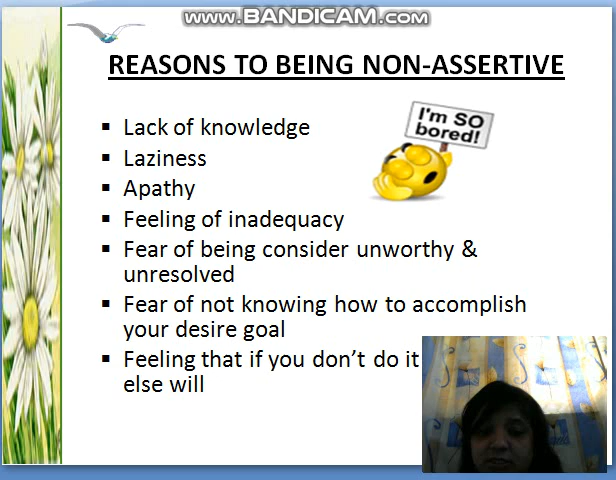 www.BANDICAM.com
REASONS TO BEING NON-ASSERTIVE
I'm SO
bored!
▪ Lack of knowledge
▪ Laziness
▪ Apathy
▪ Feeling of inadequacy
▪ Fear of being consider unworthy &
unresolved
▪ Fear of not knowing how to accomplish
your desire goal
▪ Feeling that if you don't do it
else will